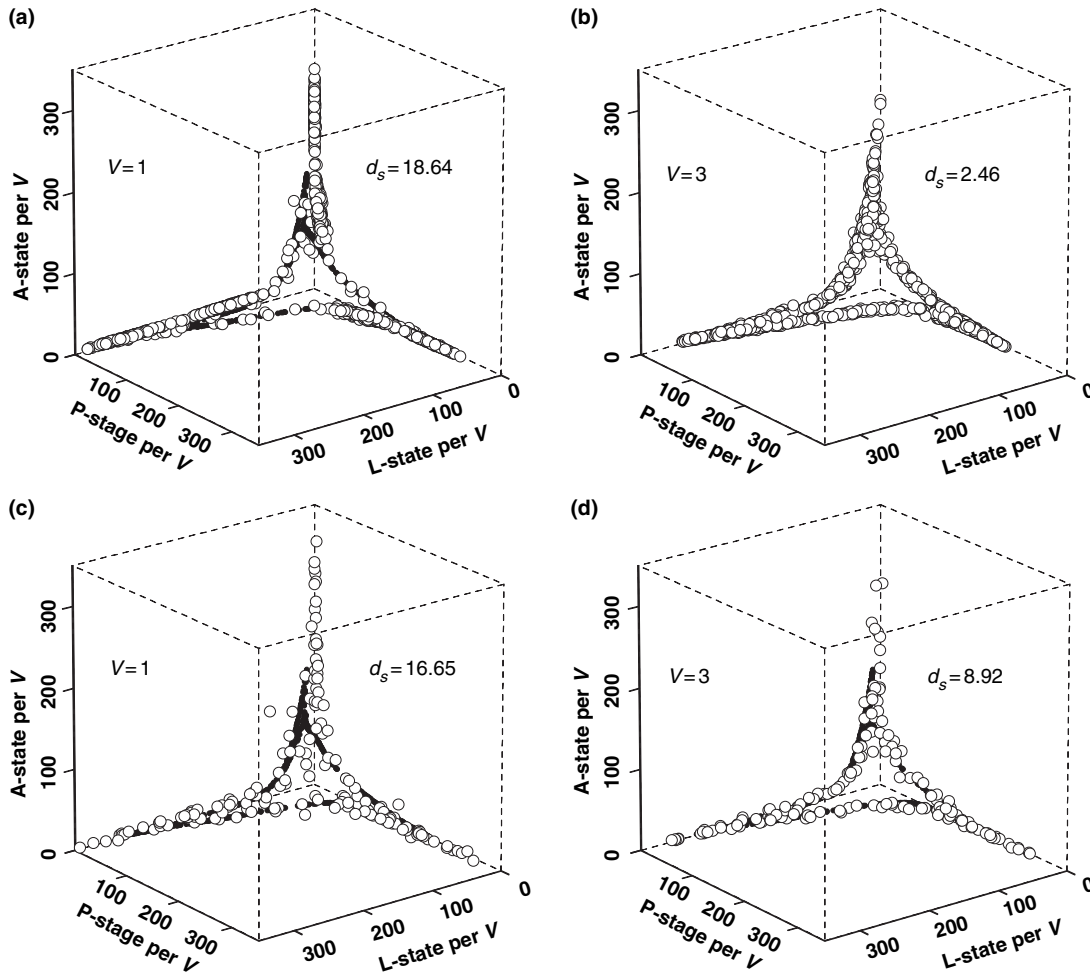 (a)
A-state per V
300
200
100
0
V=1
d_s=18.64
100
200
300
P-stage per V
300
200
100
0
L-state per V
(b)
A-state per V
300
200
100
0
V=3
d_s=2.46
100
200
300
P-stage per V
300
200
100
0
L-state per V
(c)
A-state per V
300
200
100
0
V=1
d_s=16.65
100
200
300
P-stage per V
300
200
100
0
L-state per V
(d)
A-state per V
300
200
100
0
V=3
d_s=8.92
100
200
300
P-stage per V
300
200
100
0
L-state per V